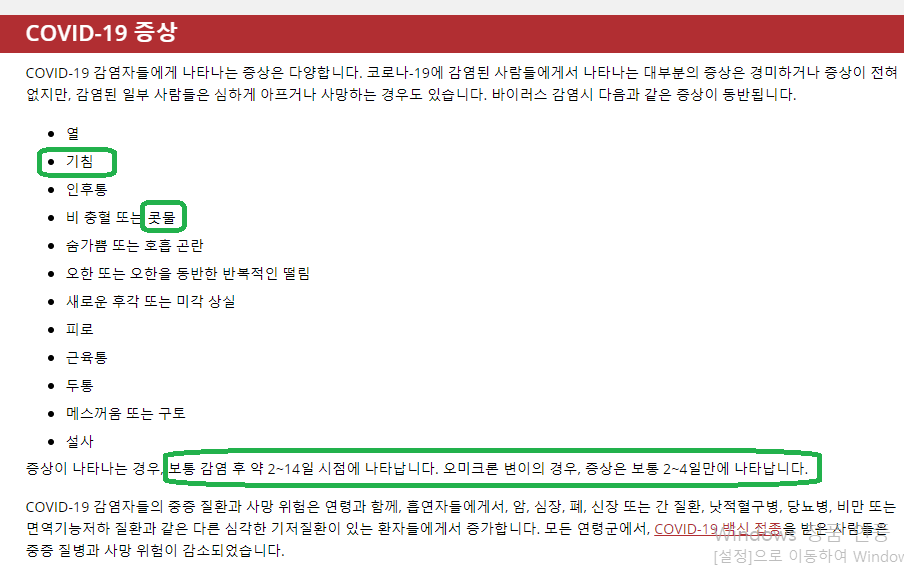 COVID-19 증상
COVID-19 감염자들에게 나타나는 증상은 다양합니다. 코로나-19에 감염된 사람들에게서 나타나는 대부분의 증상은 경미하거나 증상이 전혀
없지만, 감염된 일부 사람들은 심하게 아프거나 사망하는 경우도 있습니다. 바이러스 감염시 다음과 같은 증상이 동반됩니다.
• 열
• 기침
• 인후통
• 비 충혈 또는 콧물
• 숨가쁨 또는 호흡 곤란
• 오한 또는 오한을 동반한 반복적인 떨림
• 새로운 후각 또는 미각 상실
• 피로
• 근육통
• 두통
• 메스꺼움 또는 구토
• 설사
증상이 나타나는 경우, 보통 감염 후 약 2~14일 시점에 나타납니다. 오미크론 변이의 경우, 증상은 보통 2~4일만에 나타납니다.
COVID-19 감염자들의 중증 질환과 사망 위험은 연령과 함께, 흡연자들에게서, 암, 심장, 폐, 신장 또는 간 질환, 낫적혈구병, 당뇨병, 비만 또는
면역기능저하 질환과 같은 다른 심각한 기저질환이 있는 환자들에게서 증가합니다. 모든 연령군에서, COVID-19 백신 접종을 받은 사람들은
중증 질병과 사망 위험이 감소되었습니다.
Windows 정품 인증
[설정]으로 이동하여 Window